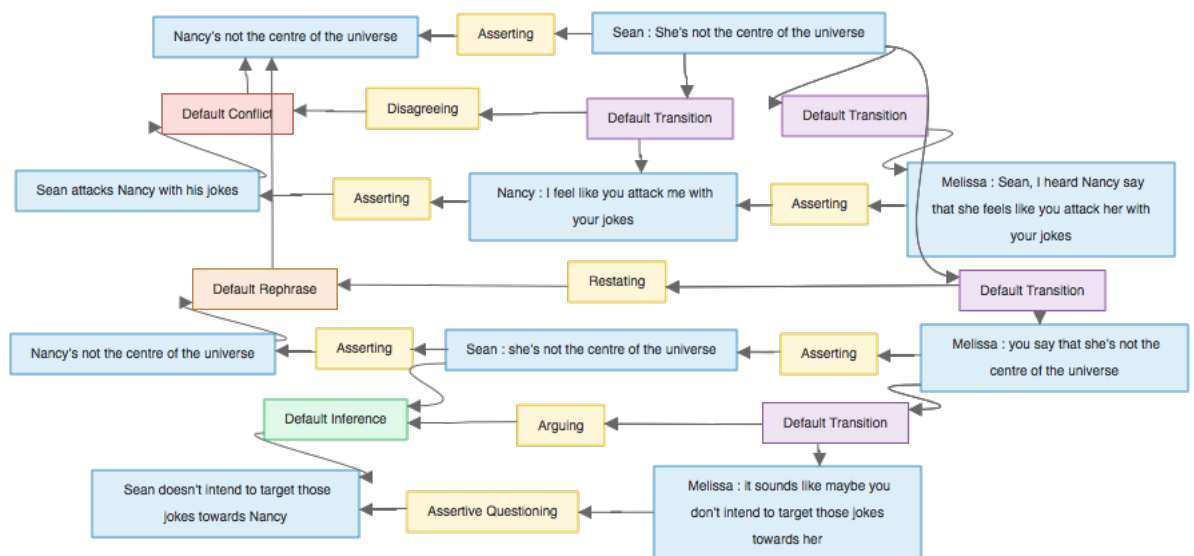 Nancy's not the centre of the universe
Asserting
Sean : She's not the centre of the universe
Default Conflict
Disagreeing
Default Transition
Default Transition
Sean attacks Nancy with his jokes
Asserting
Nancy : I feel like you attack me with
your jokes
Asserting
Melissa : Sean, I heard Nancy say
that she feels like you attack her with
your jokes
Default Rephrase
Restating
Default Transition
Nancy's not the centre of the universe
Asserting
Sean : she's not the centre of the universe
Asserting
Melissa : you say that she's not the
centre of the universe
Default Inference
Arguing
Default Transition
Sean doesn't intend to target those
jokes towards Nancy
Assertive Questioning
Melissa : it sounds like maybe you
don't intend to target those jokes
towards her